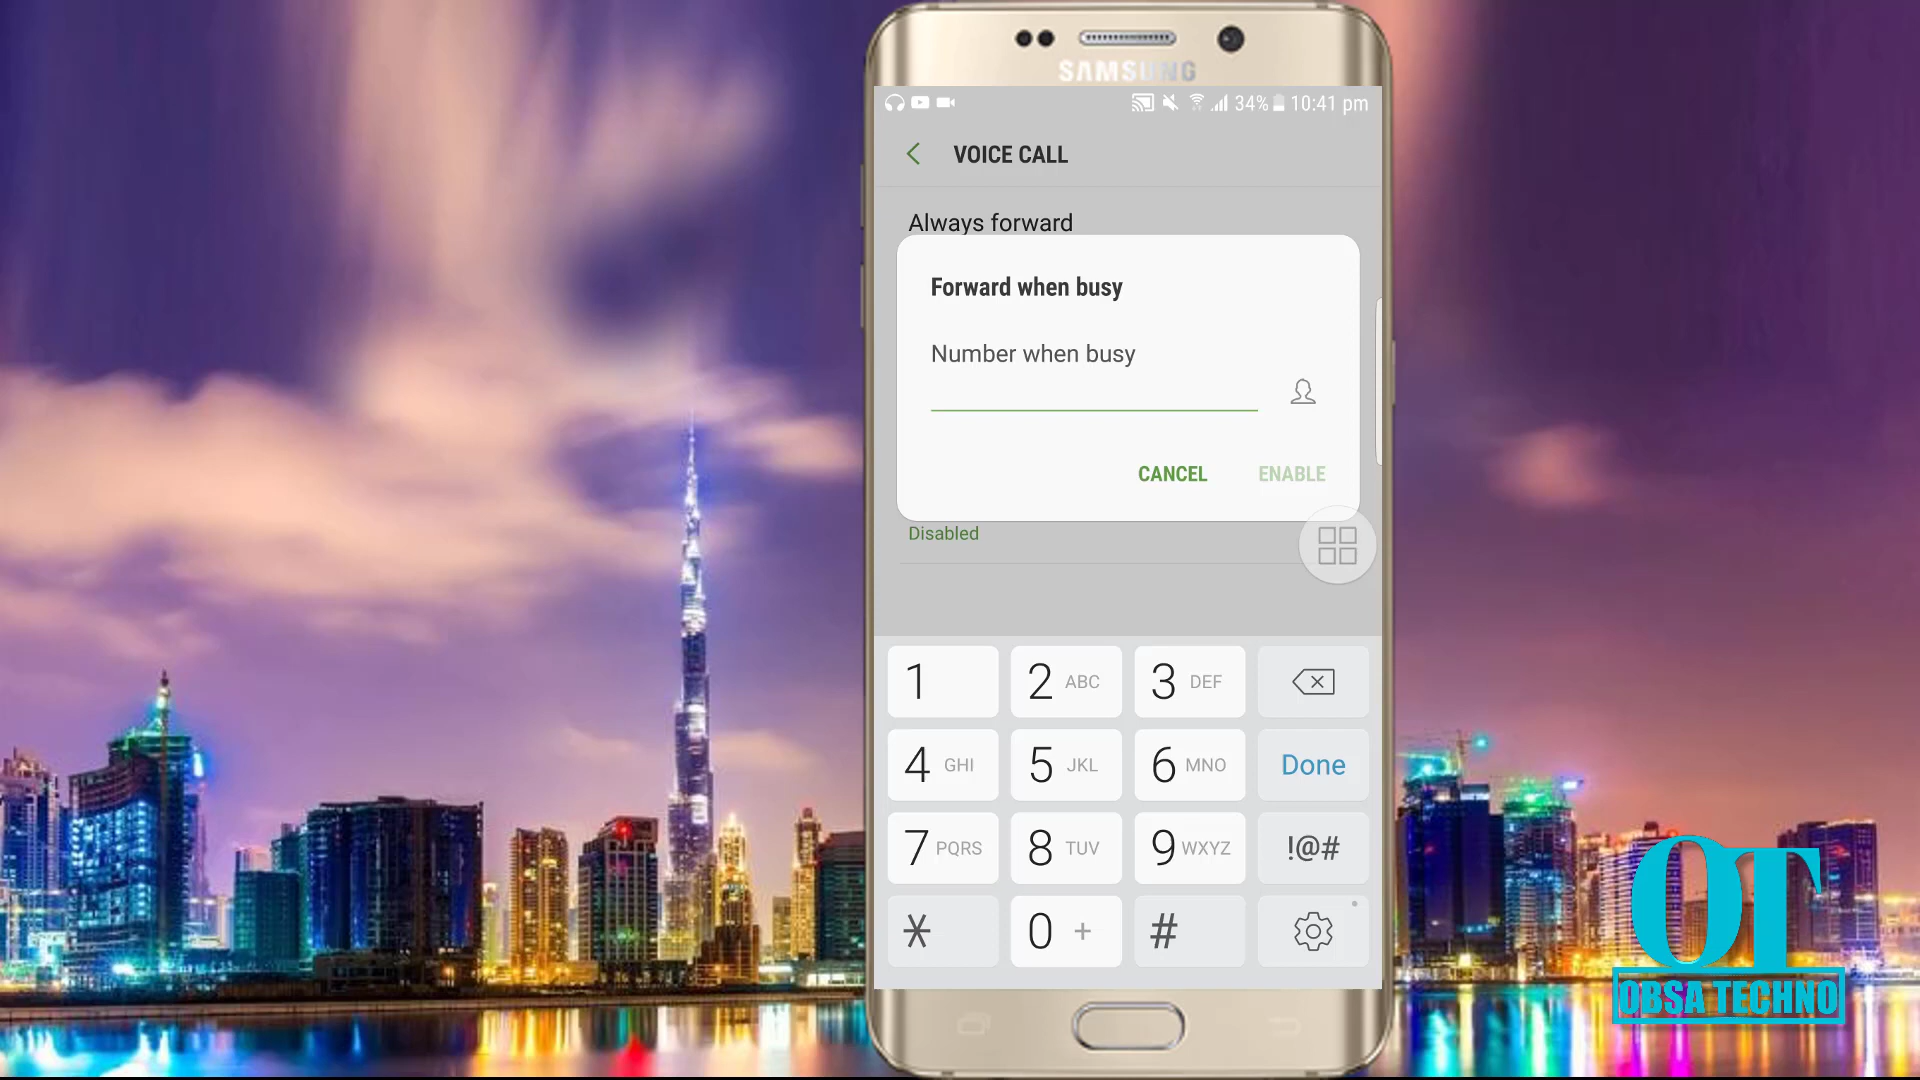 SAMSUNG
34% 10:41 pm
VOICE CALL
Always forward
Forward when busy
Number when busy
CANCEL ENABLE
Disabled
1 2 ABC 3 DEF
4 GHI 5 JKL 6 MNO Done
7 PQRS 8 TUV 9 WXYZ !@#
* 0 + #
OT
OBSA TECHNO